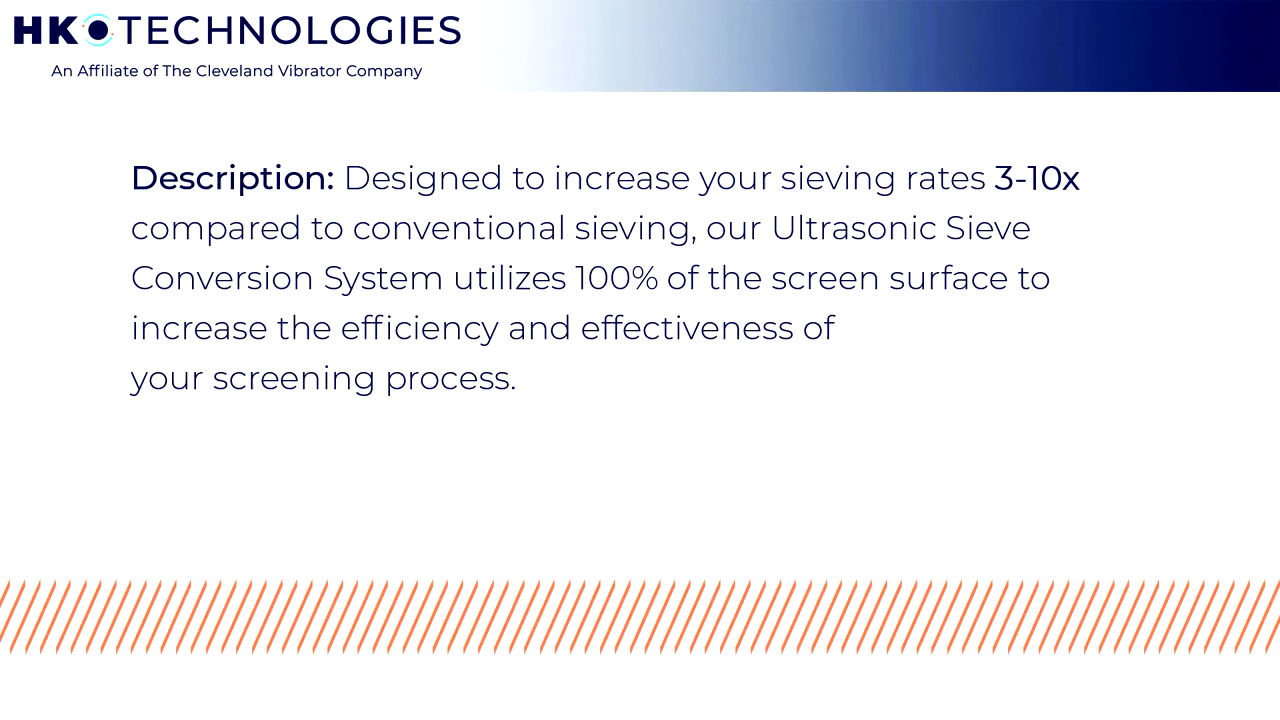 HK TECHNOLOGIES
An Affiliate of The Cleveland Vibrator Company
Description: Designed to increase your sieving rates 3-10x
compared to conventional sieving, our Ultrasonic Sieve
Conversion System utilizes 100% of the screen surface to
increase the efficiency and effectiveness of
your screening process.